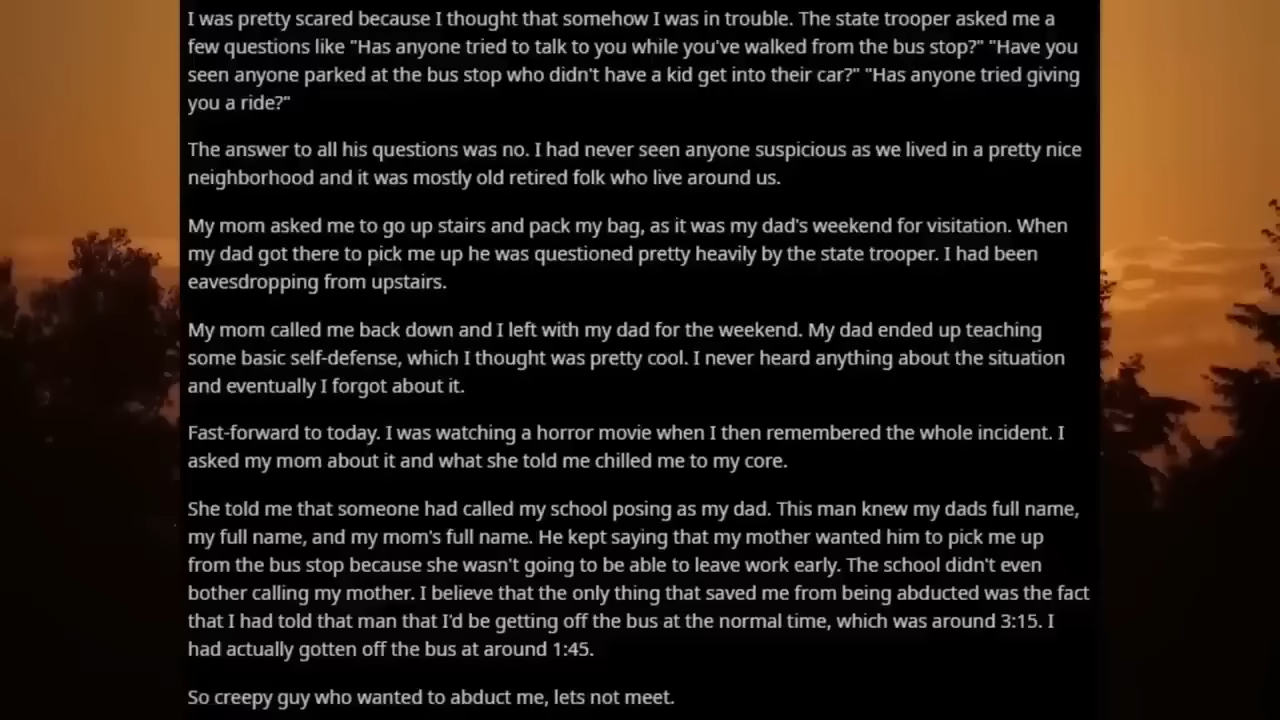 I was pretty scared because I thought that somehow I was in trouble. The state trooper asked me a
few questions like "Has anyone tried to talk to you while you've walked from the bus stop?" "Have you
seen anyone parked at the bus stop who didn't have a kid get into their car?" "Has anyone tried giving
you a ride?"
The answer to all his questions was no. I had never seen anyone suspicious as we lived in a pretty nice
neighborhood and it was mostly old retired folk who live around us.
My mom asked me to go up stairs and pack my bag, as it was my dad's weekend for visitation. When
my dad got there to pick me up he was questioned pretty heavily by the state trooper. I had been
eavesdropping from upstairs.
My mom called me back down and I left with my dad for the weekend. My dad ended up teaching
some basic self-defense, which I thought was pretty cool. I never heard anything about the situation
and eventually I forgot about it.
Fast-forward to today. I was watching a horror movie when I then remembered the whole incident. I
asked my mom about it and what she told me chilled me to my core.
She told me that someone had called my school posing as my dad. This man knew my dads full name,
my full name, and my mom's full name. He kept saying that my mother wanted him to pick me up
from the bus stop because she wasn't going to be able to leave work early. The school didn't even
bother calling my mother. I believe that the only thing that saved me from being abducted was the fact
that I had told that man that I'd be getting off the bus at the normal time, which was around 3:15. I
had actually gotten off the bus at around 1:45.
So creepy guy who wanted to abduct me, lets not meet.